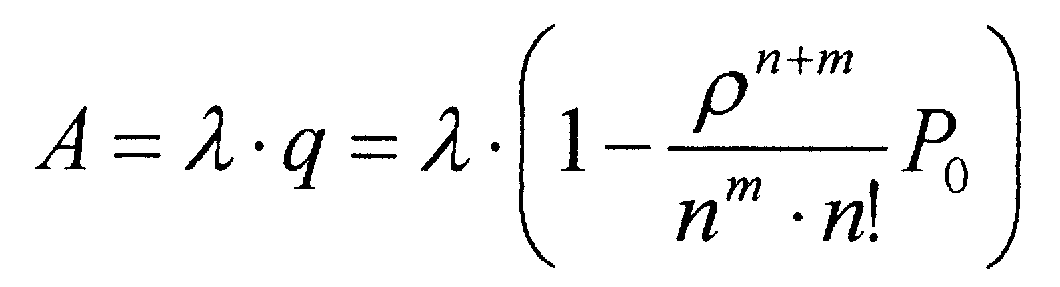 A = λ · q = λ · (1 − ρ^{n+m} / (n^m · n!) P₀)